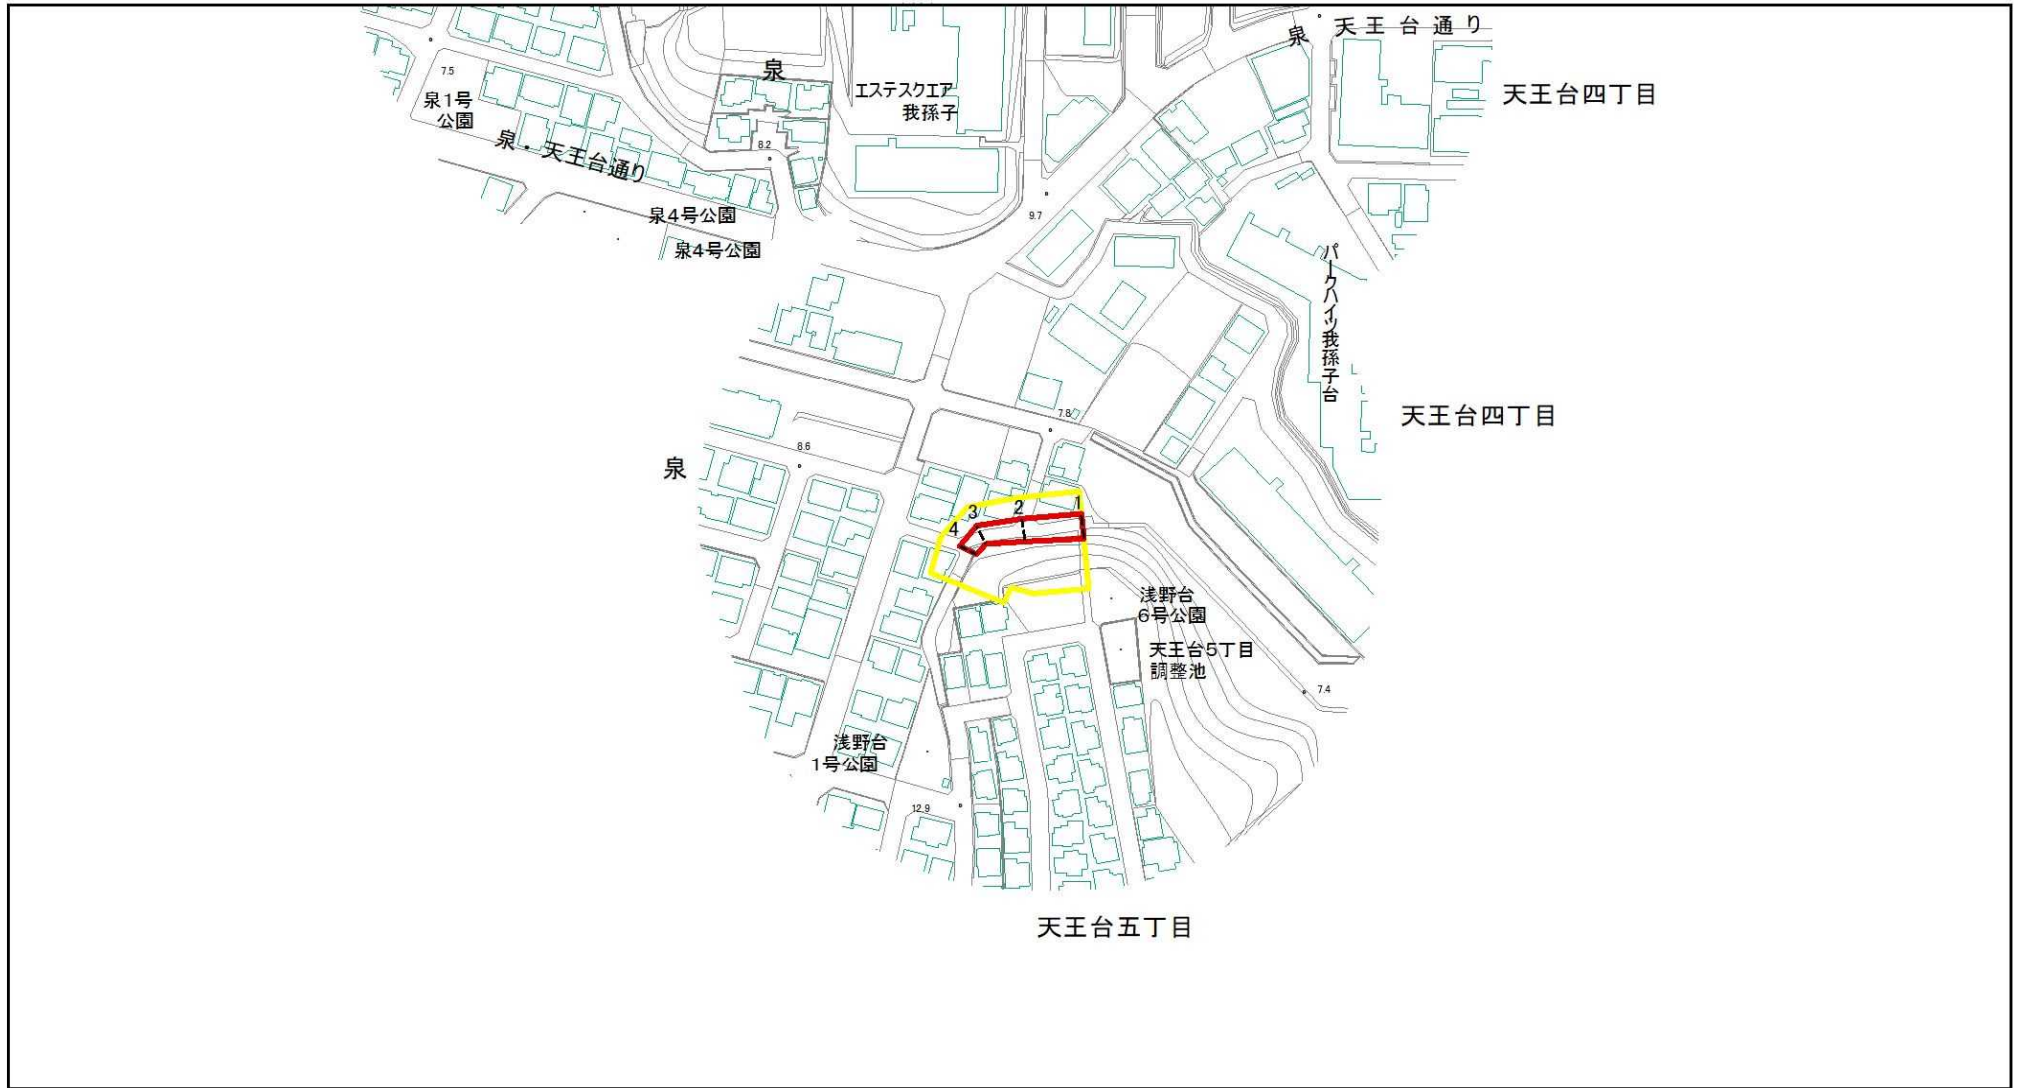 泉 天王台通り
天王台四丁目
泉
7.5
泉1号
公園
エステスクエア
我孫子
泉・天王台通り
8.2
泉4号公園
泉4号公園
9.7
パークハイツ我孫子台
天王台四丁目
7.8
8.6
泉
1
2
3
4
浅野台
6号公園
天王台5丁目
調整池
7.4
浅野台
1号公園
12.9
天王台五丁目